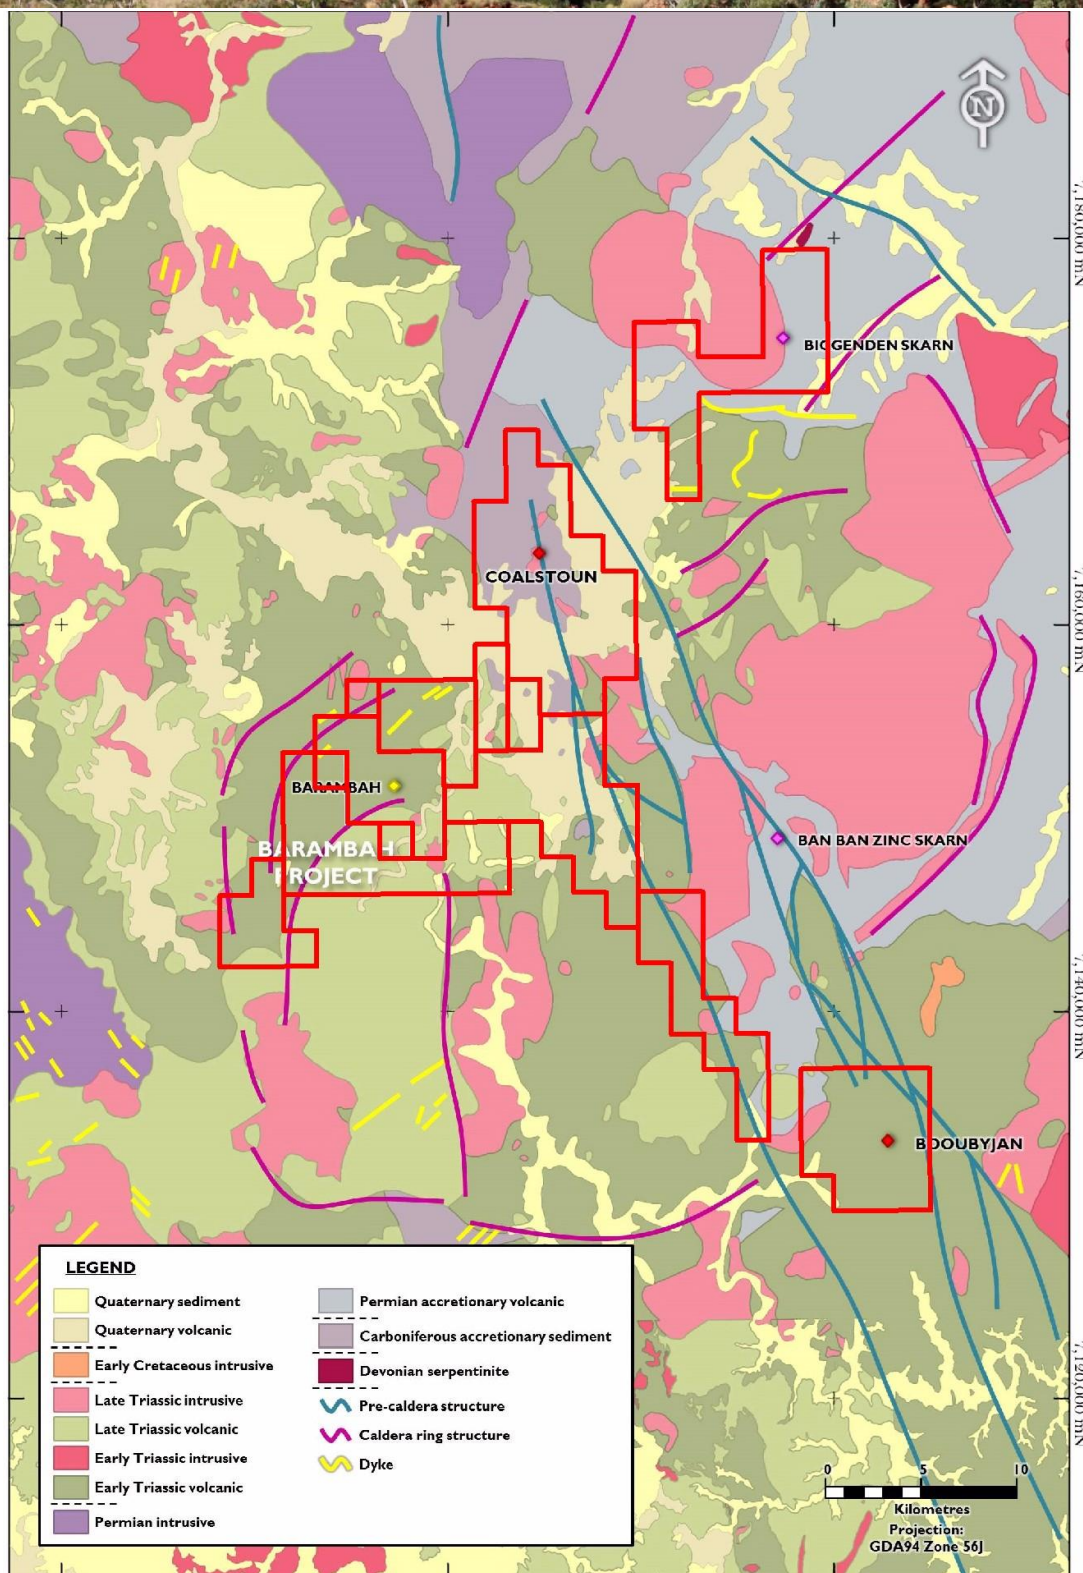 N
7,180,000 mN
BIGGENDEN SKARN
COALSTOUN
7,160,000 mN
BARAMBAH
BARAMBAH
PROJECT
BAN BAN ZINC SKARN
7,140,000 mN
BOOUBYJAN
LEGEND
Quaternary sediment
Quaternary volcanic
Early Cretaceous intrusive
Late Triassic intrusive
Late Triassic volcanic
Early Triassic intrusive
Early Triassic volcanic
Permian intrusive
Permian accretionary volcanic
Carboniferous accretionary sediment
Devonian serpentinite
Pre-caldera structure
Caldera ring structure
Dyke
7,120,000 mN
0 5 10
Kilometres
Projection:
GDA94 Zone 56J